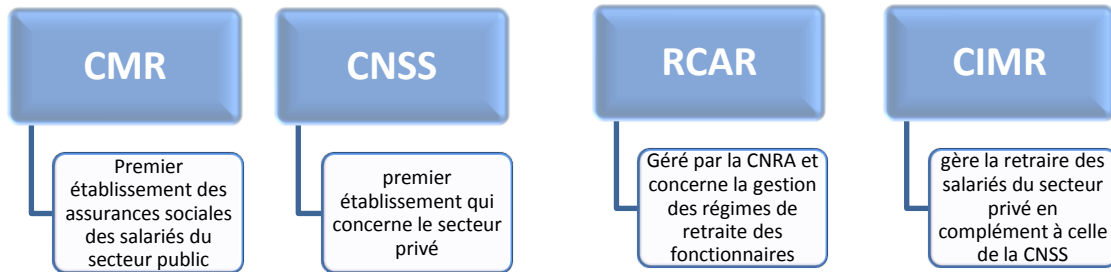 CMR
Premier
établissement des
assurances sociales
des salariés du
secteur public
CNSS
premier
établissement qui
concerne le secteur
privé
RCAR
Géré par la CNRA et
concerne la gestion
des régimes de
retraite des
fonctionnaires
CIMR
gère la retraire des
salariés du secteur
privé en
complément à celle
de la CNSS